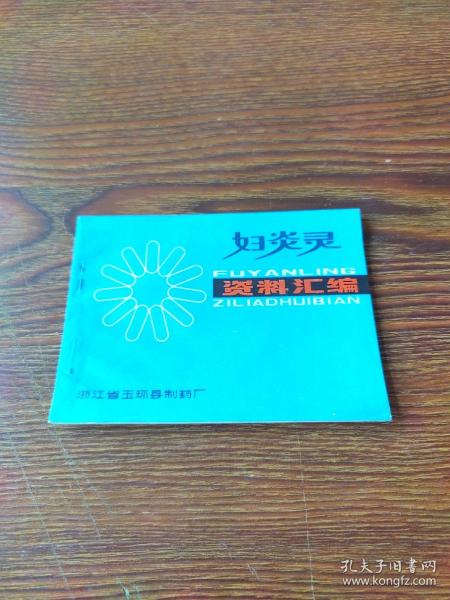 妇炎灵
FUYANLING
资料汇编
ZILIAOHUIBIAN
浙江省玉环县制药厂
孔夫子旧书网
www.kongfz.com